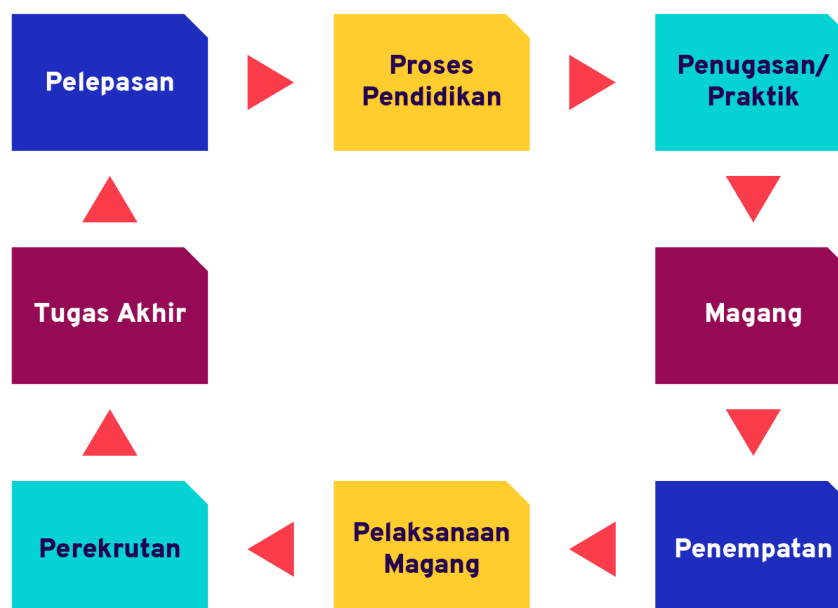 Pelepasan
Proses
Pendidikan
Penugasan/
Praktik
Tugas Akhir
Magang
Perekrutan
Pelaksanaan
Magang
Penempatan